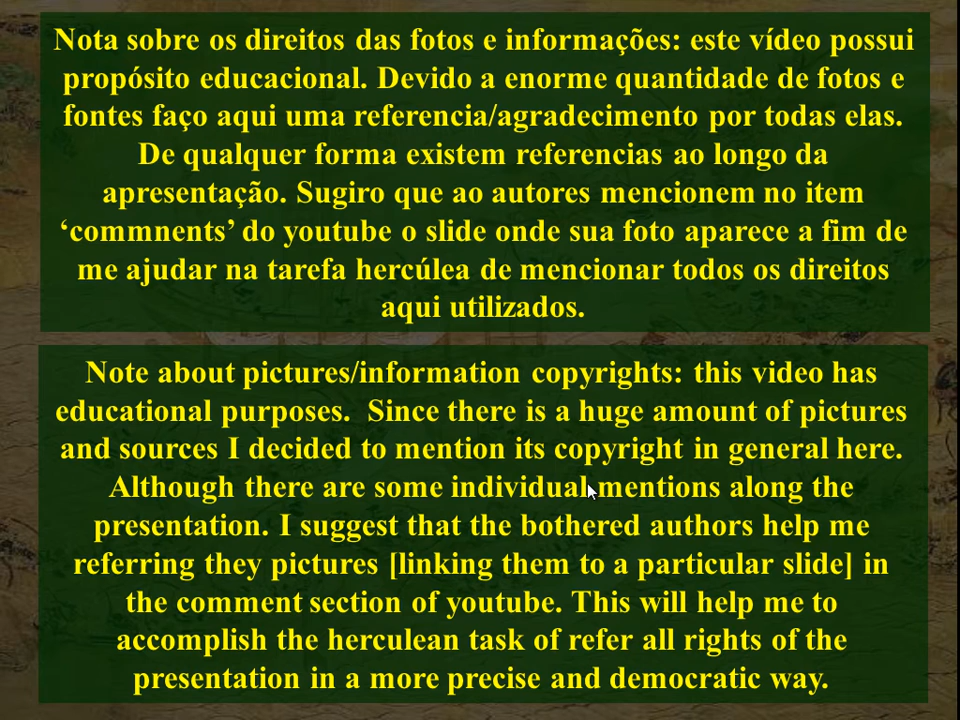 Nota sobre os direitos das fotos e informações: este vídeo possui
propósito educacional. Devido a enorme quantidade de fotos e
fontes faço aqui uma referencia/agradecimento por todas elas.
De qualquer forma existem referencias ao longo da
apresentação. Sugiro que ao autores mencionem no item
‘commnents’ do youtube o slide onde sua foto aparece a fim de
me ajudar na tarefa hercúlea de mencionar todos os direitos
aqui utilizados.
Note about pictures/information copyrights: this video has
educational purposes.  Since there is a huge amount of pictures
and sources I decided to mention its copyright in general here.
Although there are some individual mentions along the
presentation. I suggest that the bothered authors help me
referring they pictures [linking them to a particular slide] in
the comment section of youtube. This will help me to
accomplish the herculean task of refer all rights of the
presentation in a more precise and democratic way.